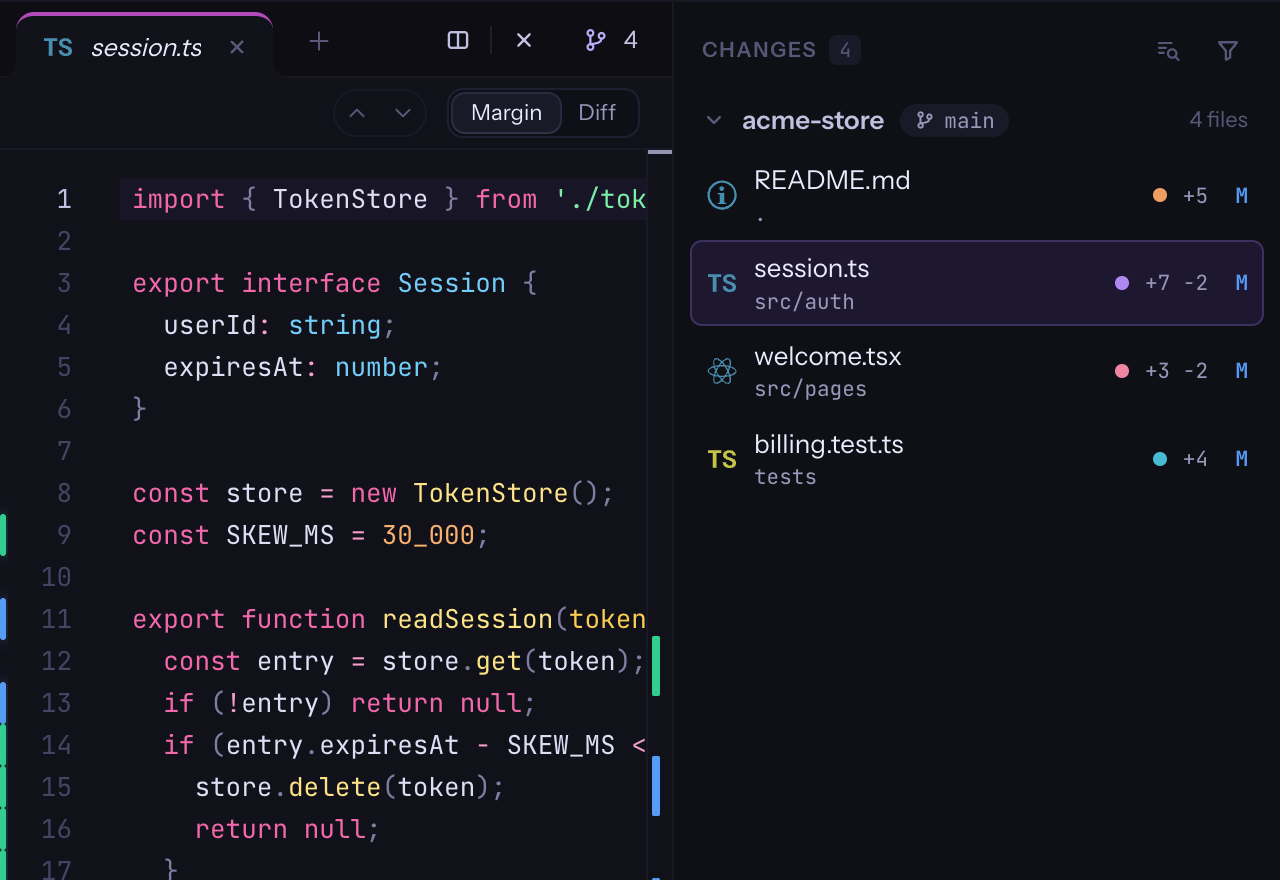 TS session.ts
4
Margin Diff
1 import { TokenStore } from './tok
2
3 export interface Session {
4 userId: string;
5 expiresAt: number;
6 }
7
8 const store = new TokenStore();
9 const SKEW_MS = 30_000;
10
11 export function readSession(token
12 const entry = store.get(token);
13 if (!entry) return null;
14 if (entry.expiresAt - SKEW_MS <
15 store.delete(token);
16 return null;
17 }
CHANGES 4
acme-store main 4 files
README.md
.
+5 M
TS session.ts
src/auth
+7 -2 M
welcome.tsx
src/pages
+3 -2 M
TS billing.test.ts
tests
+4 M